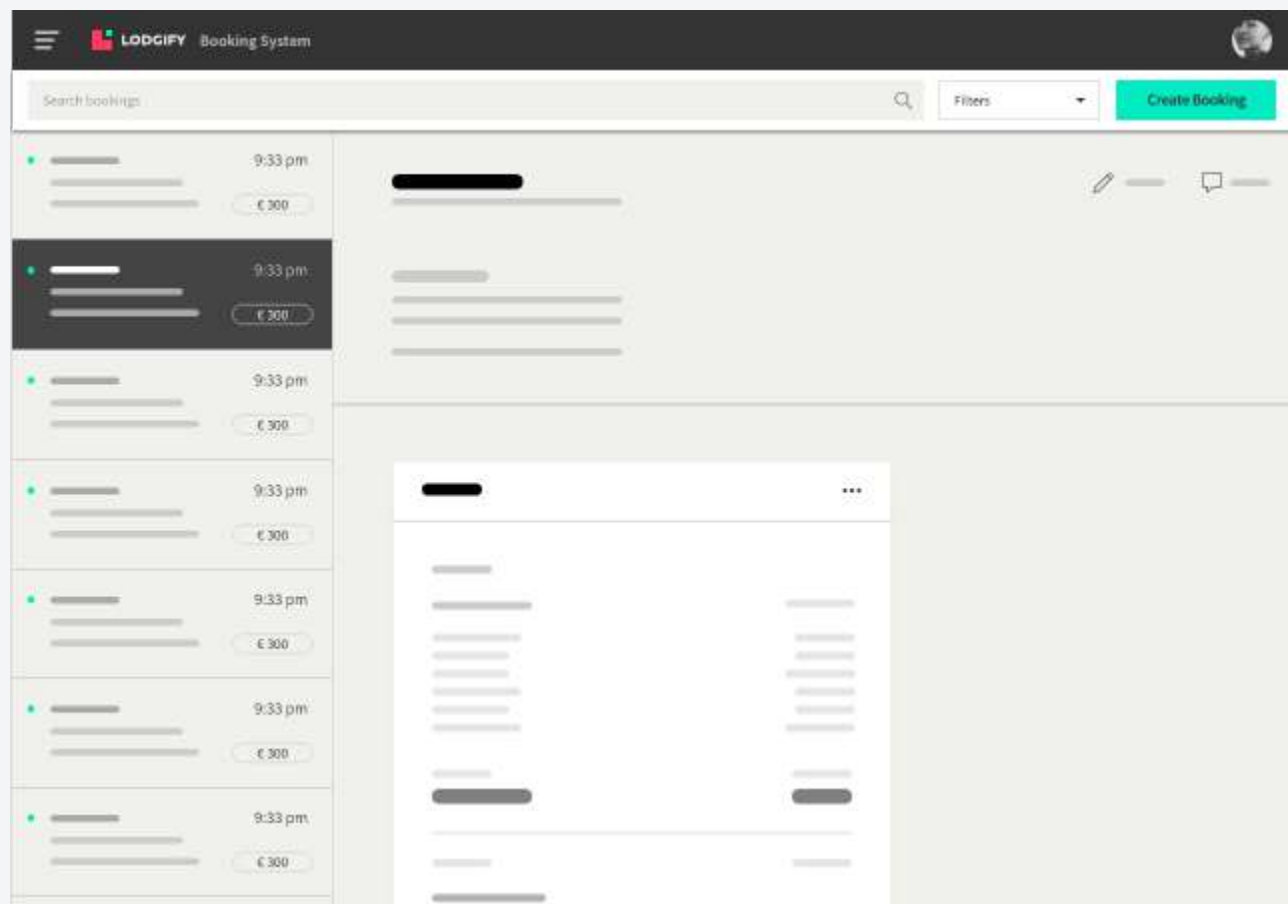 LODGIFY Booking System
Search bookings
Filters
Create Booking
9:33 pm
€ 300
9:33 pm
€ 300
9:33 pm
€ 300
9:33 pm
€ 300
9:33 pm
€ 300
9:33 pm
€ 300
9:33 pm
€ 300